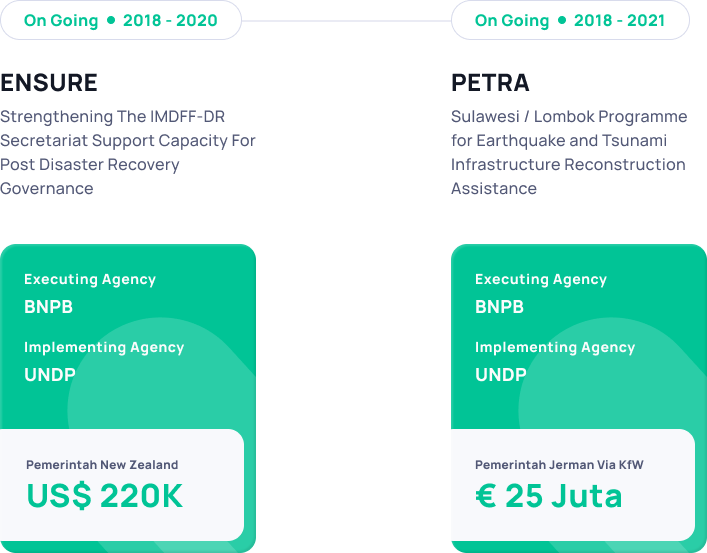 On Going • 2018 - 2020
ENSURE
Strengthening The IMDFF-DR
Secretariat Support Capacity For
Post Disaster Recovery
Governance
Executing Agency
BNPB
Implementing Agency
UNDP
Pemerintah New Zealand
US$ 220K
On Going • 2018 - 2021
PETRA
Sulawesi / Lombok Programme
for Earthquake and Tsunami
Infrastructure Reconstruction
Assistance
Executing Agency
BNPB
Implementing Agency
UNDP
Pemerintah Jerman Via KfW
€ 25 Juta